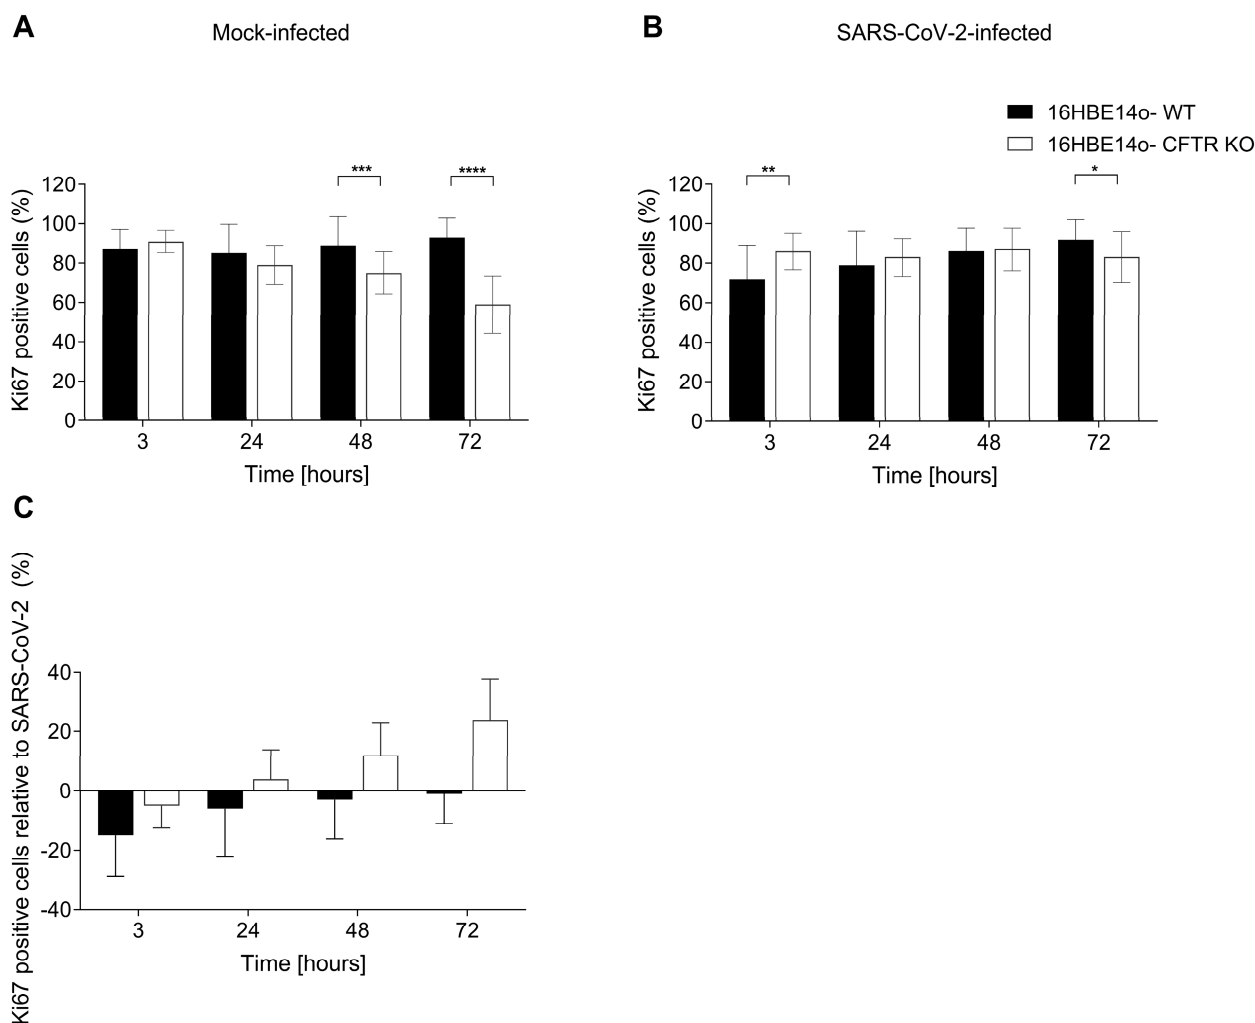 A
Mock-infected
B
SARS-CoV-2-infected
16HBE14o- WT
16HBE14o- CFTR KO
Ki67 positive cells (%)
120
100
80
60
40
20
0
***
****
3
24
48
72
Time [hours]
Ki67 positive cells (%)
120
100
80
60
40
20
0
**
*
3
24
48
72
Time [hours]
C
Ki67 positive cells relative to SARS-CoV-2 (%)
40
20
0
-20
-40
3
24
48
72
Time [hours]